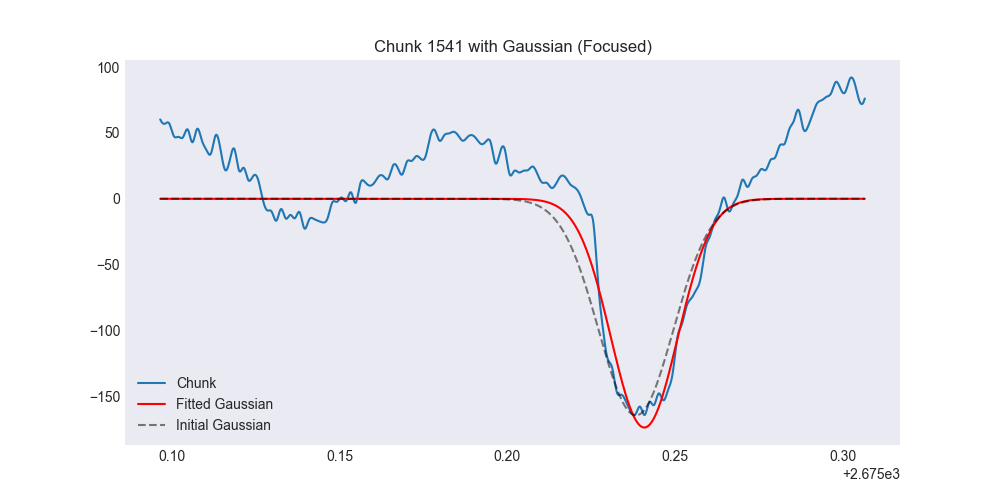 Chunk 1541 with Gaussian (Focused)
100
50
0
−50
−100
−150
Chunk
Fitted Gaussian
Initial Gaussian
0.10 0.15 0.20 0.25 0.30
+2.675e3